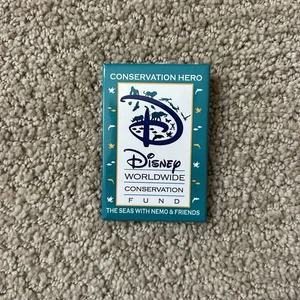 CONSERVATION HERO
D
DISNEY
WORLDWIDE
CONSERVATION
FUND
THE SEAS WITH NEMO & FRIENDS